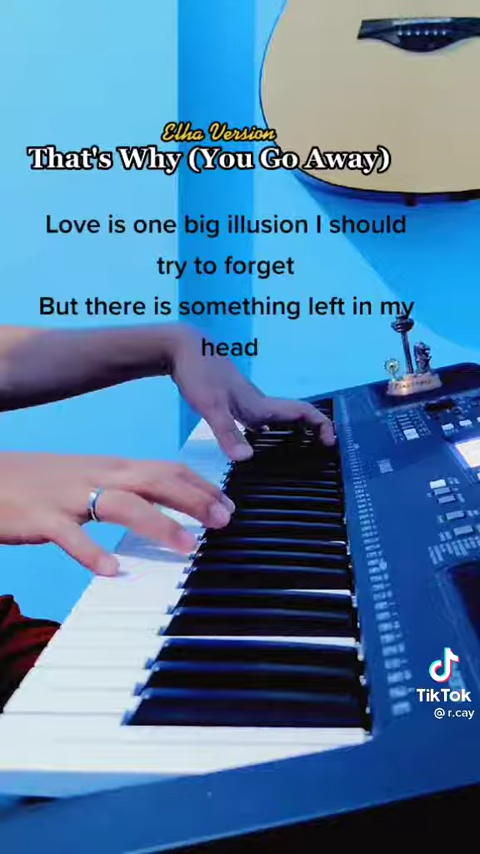 Elha Version
That's Why (You Go Away)
Love is one big illusion I should
try to forget
But there is something left in my
head
TikTok
@r.cay